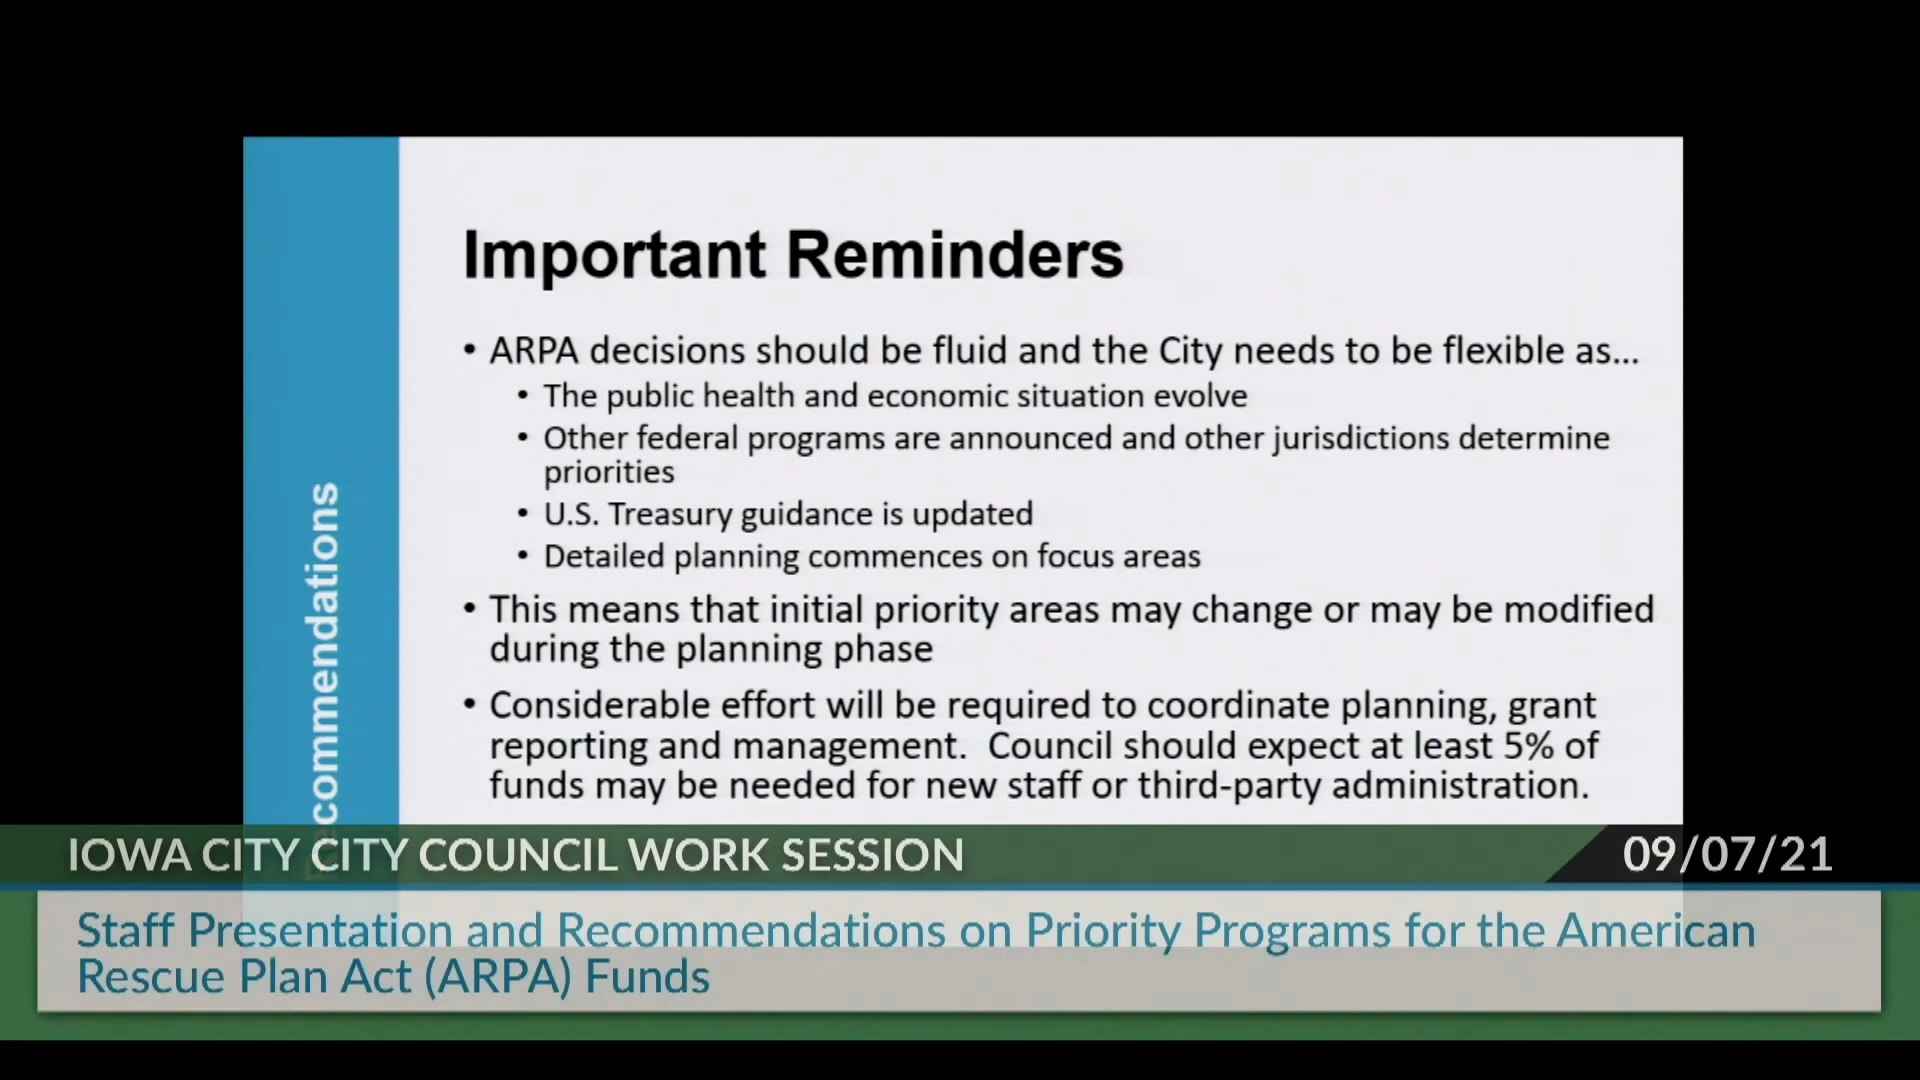 Important Reminders
• ARPA decisions should be fluid and the City needs to be flexible as...
• The public health and economic situation evolve
• Other federal programs are announced and other jurisdictions determine
priorities
• U.S. Treasury guidance is updated
• Detailed planning commences on focus areas
• This means that initial priority areas may change or may be modified
during the planning phase
• Considerable effort will be required to coordinate planning, grant
reporting and management. Council should expect at least 5% of
funds may be needed for new staff or third-party administration.
Recommendations
IOWA CITY CITY COUNCIL WORK SESSION
09/07/21
Staff Presentation and Recommendations on Priority Programs for the American
Rescue Plan Act (ARPA) Funds